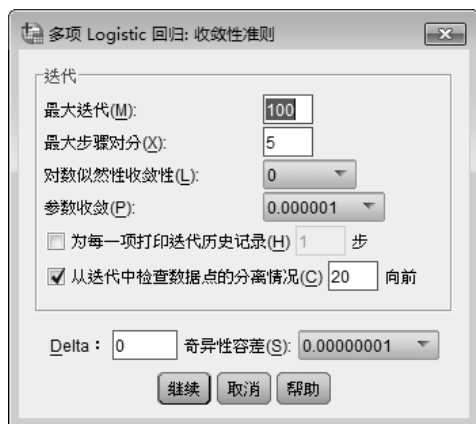 多项 Logistic 回归: 收敛性准则
迭代
最大迭代(M): 100
最大步骤对分(X): 5
对数似然性收敛性(L): 0
参数收敛(P): 0.000001
为每一项打印迭代历史记录(H) 1 步
从迭代中检查数据点的分离情况(C) 20 向前
Delta： 0 奇异性容差(S): 0.00000001
继续 取消 帮助